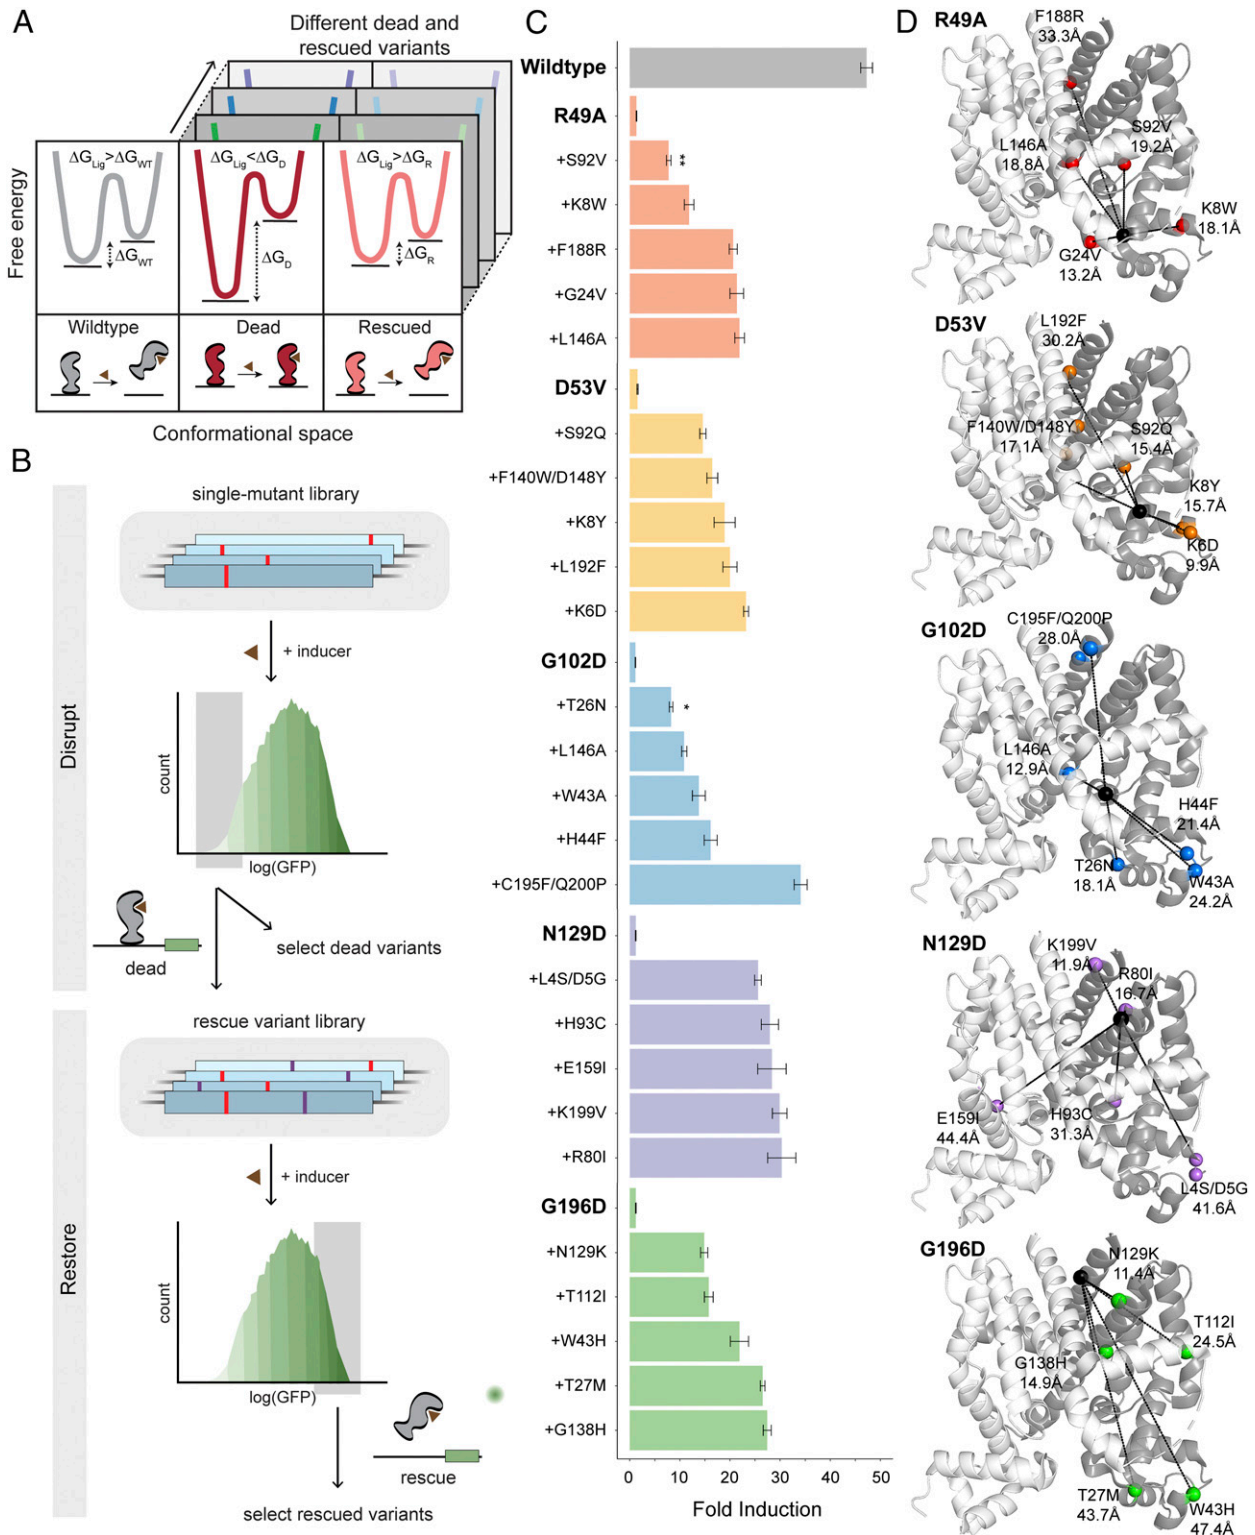 A
Different dead and
rescued variants
Free energy
ΔGLig>ΔGWT
ΔGLig<ΔGD
ΔGLig>ΔGR
ΔGWT
ΔGD
ΔGR
Wildtype
Dead
Rescued
Conformational space
B
Disrupt
single-mutant library
+ inducer
count
log(GFP)
dead
select dead variants
Restore
rescue variant library
+ inducer
count
log(GFP)
rescue
select rescued variants
C
Wildtype
R49A
+S92V
**
+K8W
+F188R
+G24V
+L146A
D53V
+S92Q
+F140W/D148Y
+K8Y
+L192F
+K6D
G102D
+T26N
*
+L146A
+W43A
+H44F
+C195F/Q200P
N129D
+L4S/D5G
+H93C
+E159I
+K199V
+R80I
G196D
+N129K
+T112I
+W43H
+T27M
+G138H
0 10 20 30 40 50
Fold Induction
D
R49A
F188R
33.3Å
S92V
19.2Å
L146A
18.8Å
K8W
18.1Å
G24V
13.2Å
D53V
L192F
30.2Å
F140W/D148Y
17.1Å
S92Q
15.4Å
K8Y
15.7Å
K6D
9.9Å
G102D
C195F/Q200P
28.0Å
L146A
12.9Å
H44F
21.4Å
T26N
18.1Å
W43A
24.2Å
N129D
K199V
11.9Å
R80I
16.7Å
E159I
44.4Å
H93C
31.3Å
L4S/D5G
41.6Å
G196D
N129K
11.4Å
T112I
24.5Å
G138H
14.9Å
T27M
43.7Å
W43H
47.4Å